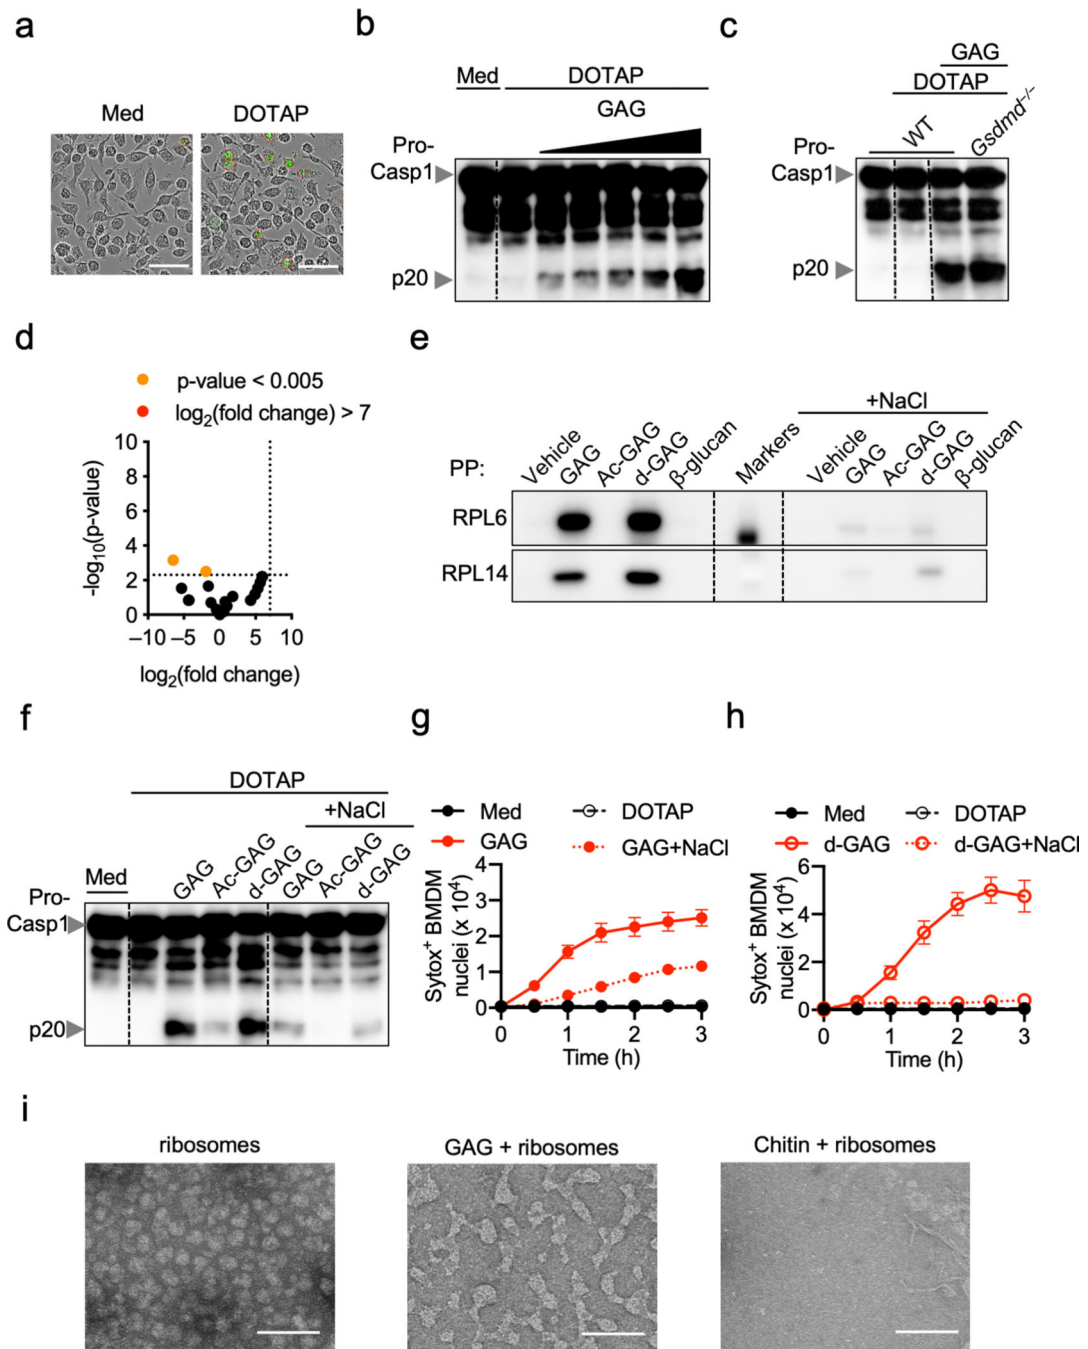 a
Med DOTAP
b
Med DOTAP
GAG
Pro-
Casp1
p20
c
GAG
DOTAP
WT Gsdmd−/−
Pro-
Casp1
p20
d
p-value < 0.005
log2(fold change) > 7
-log10(p-value)
10
8
6
4
2
0
−10 −5 0 5 10
log2(fold change)
e
+NaCl
PP: Vehicle GAG Ac-GAG d-GAG β-glucan Markers Vehicle GAG Ac-GAG d-GAG β-glucan
RPL6
RPL14
f
DOTAP
+NaCl
Med GAG Ac-GAG d-GAG GAG Ac-GAG d-GAG
Pro-
Casp1
p20
g
Med DOTAP
GAG GAG+NaCl
Sytox+ BMDM
nuclei (x 10⁴)
4
3
2
1
0
0 1 2 3
Time (h)
h
Med DOTAP
d-GAG d-GAG+NaCl
Sytox+ BMDM
nuclei (x 10⁴)
6
4
2
0
0 1 2 3
Time (h)
i
ribosomes GAG + ribosomes Chitin + ribosomes